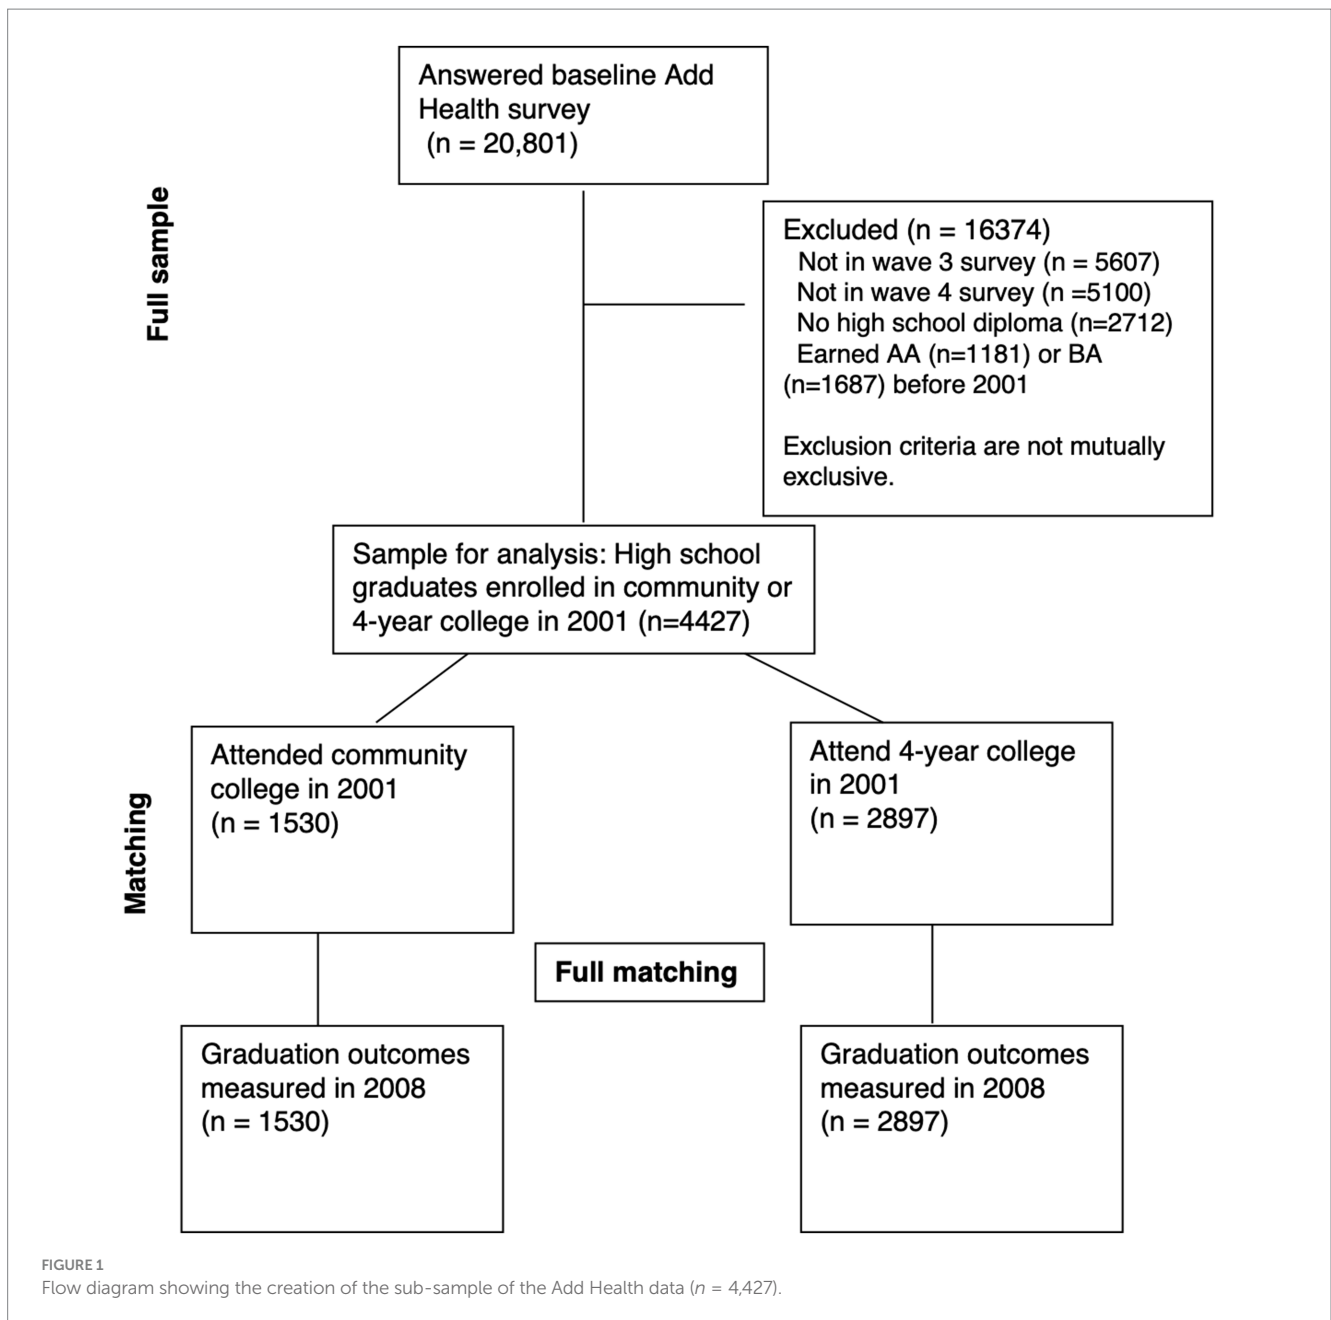 Answered baseline Add
Health survey
(n = 20,801)
Full sample
Excluded (n = 16374)
Not in wave 3 survey (n = 5607)
Not in wave 4 survey (n =5100)
No high school diploma (n=2712)
Earned AA (n=1181) or BA
(n=1687) before 2001
Exclusion criteria are not mutually
exclusive.
Sample for analysis: High school
graduates enrolled in community or
4-year college in 2001 (n=4427)
Matching
Attended community
college in 2001
(n = 1530)
Attend 4-year college
in 2001
(n = 2897)
Full matching
Graduation outcomes
measured in 2008
(n = 1530)
Graduation outcomes
measured in 2008
(n = 2897)
FIGURE 1
Flow diagram showing the creation of the sub-sample of the Add Health data (n = 4,427).